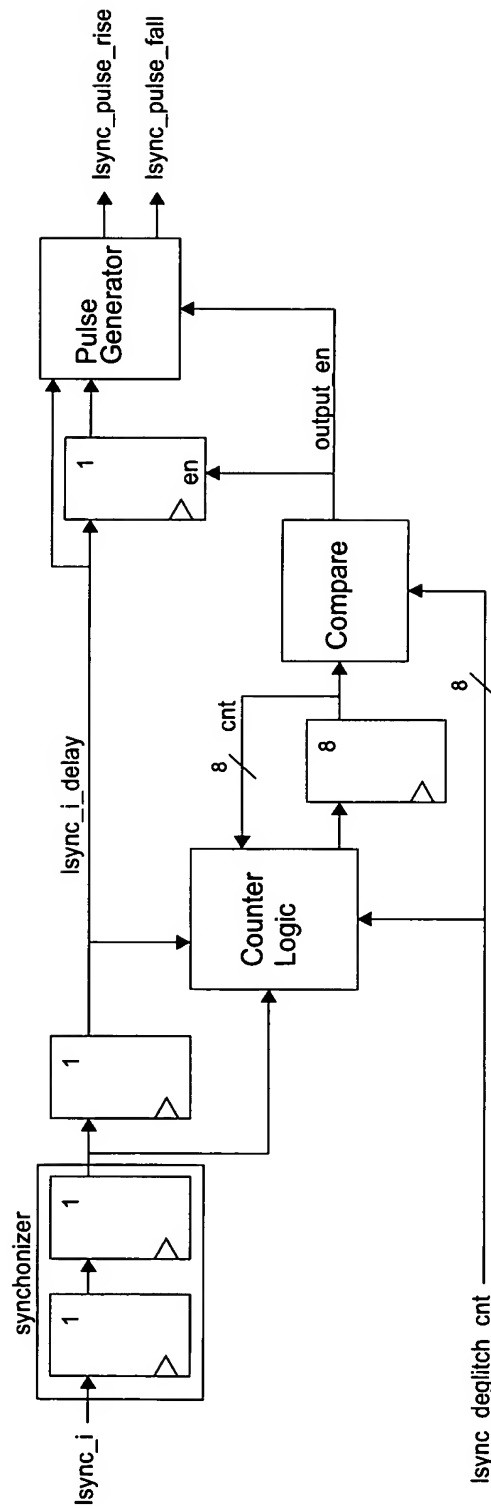 synchonizer
lsync_i
1
1
1
lsync_i_delay
1
en
Pulse
Generator
lsync_pulse_rise
lsync_pulse_fall
Counter
Logic
8
cnt
8
Compare
output_en
8
lsync_deglitch_cnt